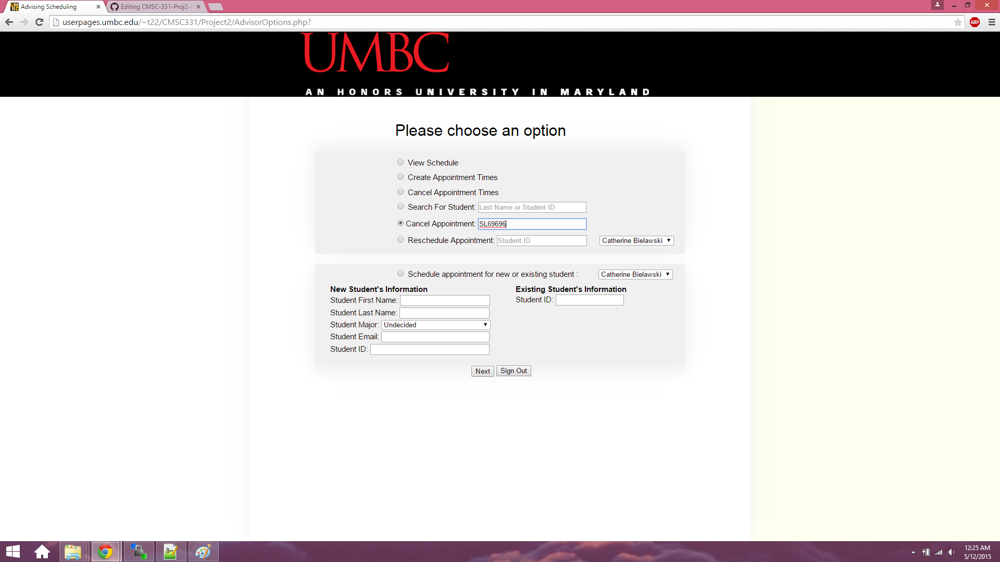 Advising Scheduling
Editing CMSC-331-Proj2-
userpages.umbc.edu/~t22/CMSC331/Project2/AdvisorOptions.php?
ABP
UMBC
AN HONORS UNIVERSITY IN MARYLAND
Please choose an option
View Schedule
Create Appointment Times
Cancel Appointment Times
Search For Student: Last Name or Student ID
Cancel Appointment: SL69696
Reschedule Appointment: Student ID Catherine Bielawski
Schedule appointment for new or existing student : Catherine Bielawski
New Student's Information Existing Student's Information
Student First Name: Student ID:
Student Last Name:
Student Major: Undecided
Student Email:
Student ID:
Next Sign Out
12:25 AM
5/12/2015